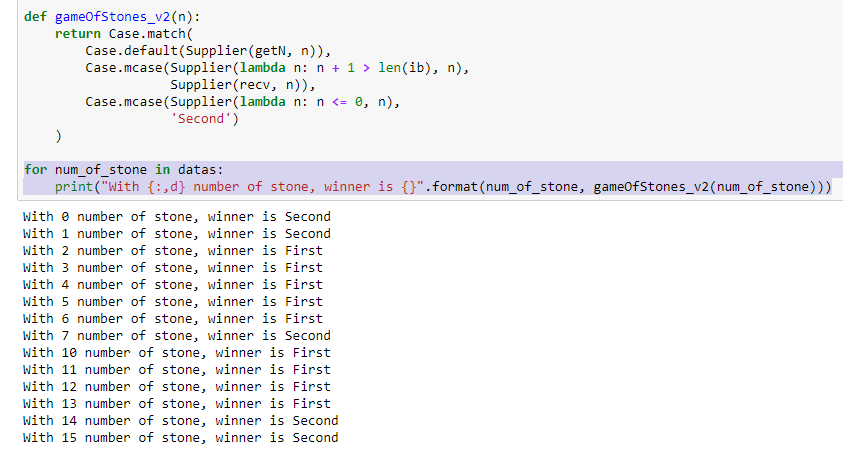 def gameOfStones_v2(n):
    return Case.match(
        Case.default(Supplier(getN, n)),
        Case.mcase(Supplier(lambda n: n + 1 > len(ib), n),
                   Supplier(recv, n)),
        Case.mcase(Supplier(lambda n: n <= 0, n),
                   'Second')
    )
for num_of_stone in datas:
    print("With {:,d} number of stone, winner is {}".format(num_of_stone, gameOfStones_v2(num_of_stone)))
With 0 number of stone, winner is Second
With 1 number of stone, winner is Second
With 2 number of stone, winner is First
With 3 number of stone, winner is First
With 4 number of stone, winner is First
With 5 number of stone, winner is First
With 6 number of stone, winner is First
With 7 number of stone, winner is Second
With 10 number of stone, winner is First
With 11 number of stone, winner is First
With 12 number of stone, winner is First
With 13 number of stone, winner is First
With 14 number of stone, winner is Second
With 15 number of stone, winner is Second